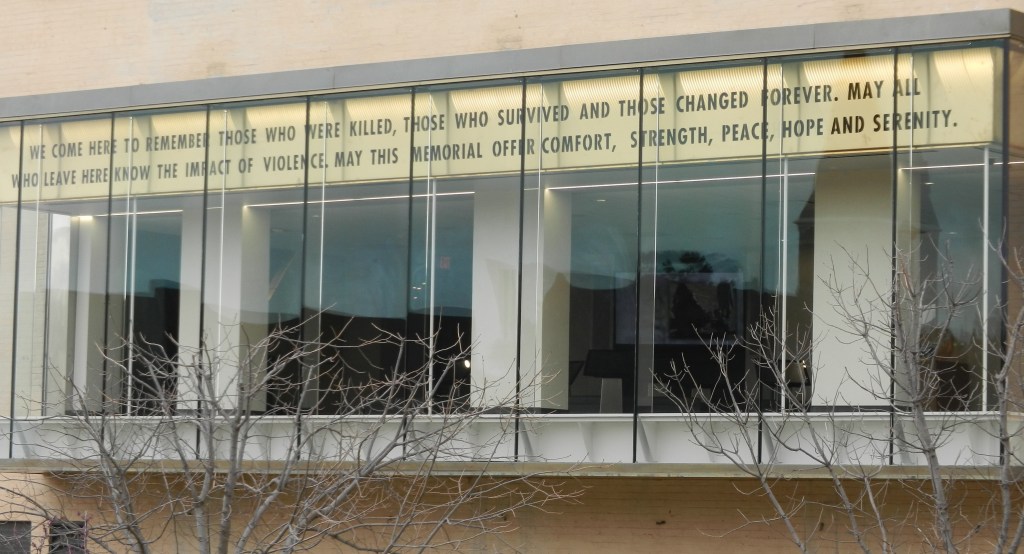 WE COME HERE TO REMEMBER THOSE WHO WERE KILLED, THOSE WHO SURVIVED AND THOSE CHANGED FOREVER. MAY ALL
WHO LEAVE HERE KNOW THE IMPACT OF VIOLENCE. MAY THIS MEMORIAL OFFER COMFORT, STRENGTH, PEACE, HOPE AND SERENITY.